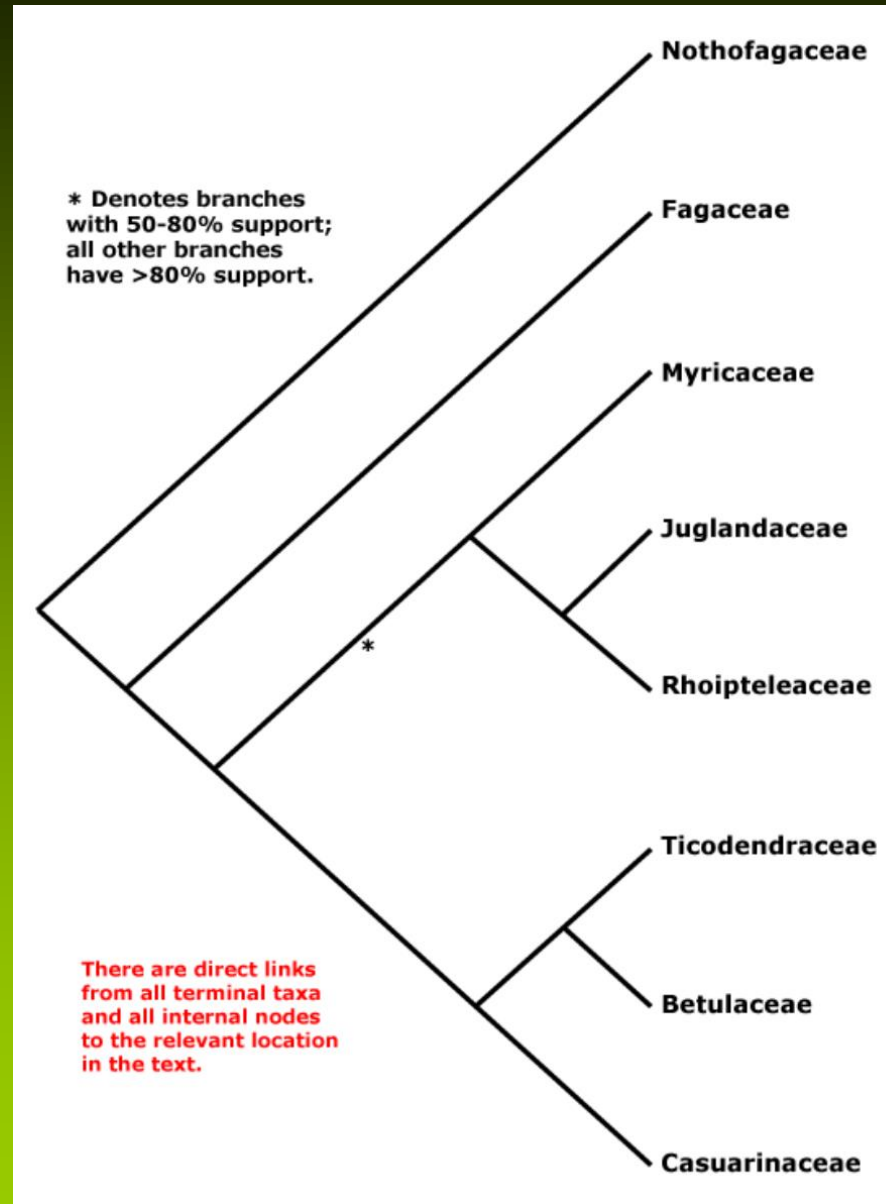 Nothofagaceae
* Denotes branches
with 50-80% support;
all other branches
have >80% support.
Fagaceae
Myricaceae
Juglandaceae
*
Rhoipteleaceae
Ticodendraceae
There are direct links
from all terminal taxa
and all internal nodes
to the relevant location
in the text.
Betulaceae
Casuarinaceae